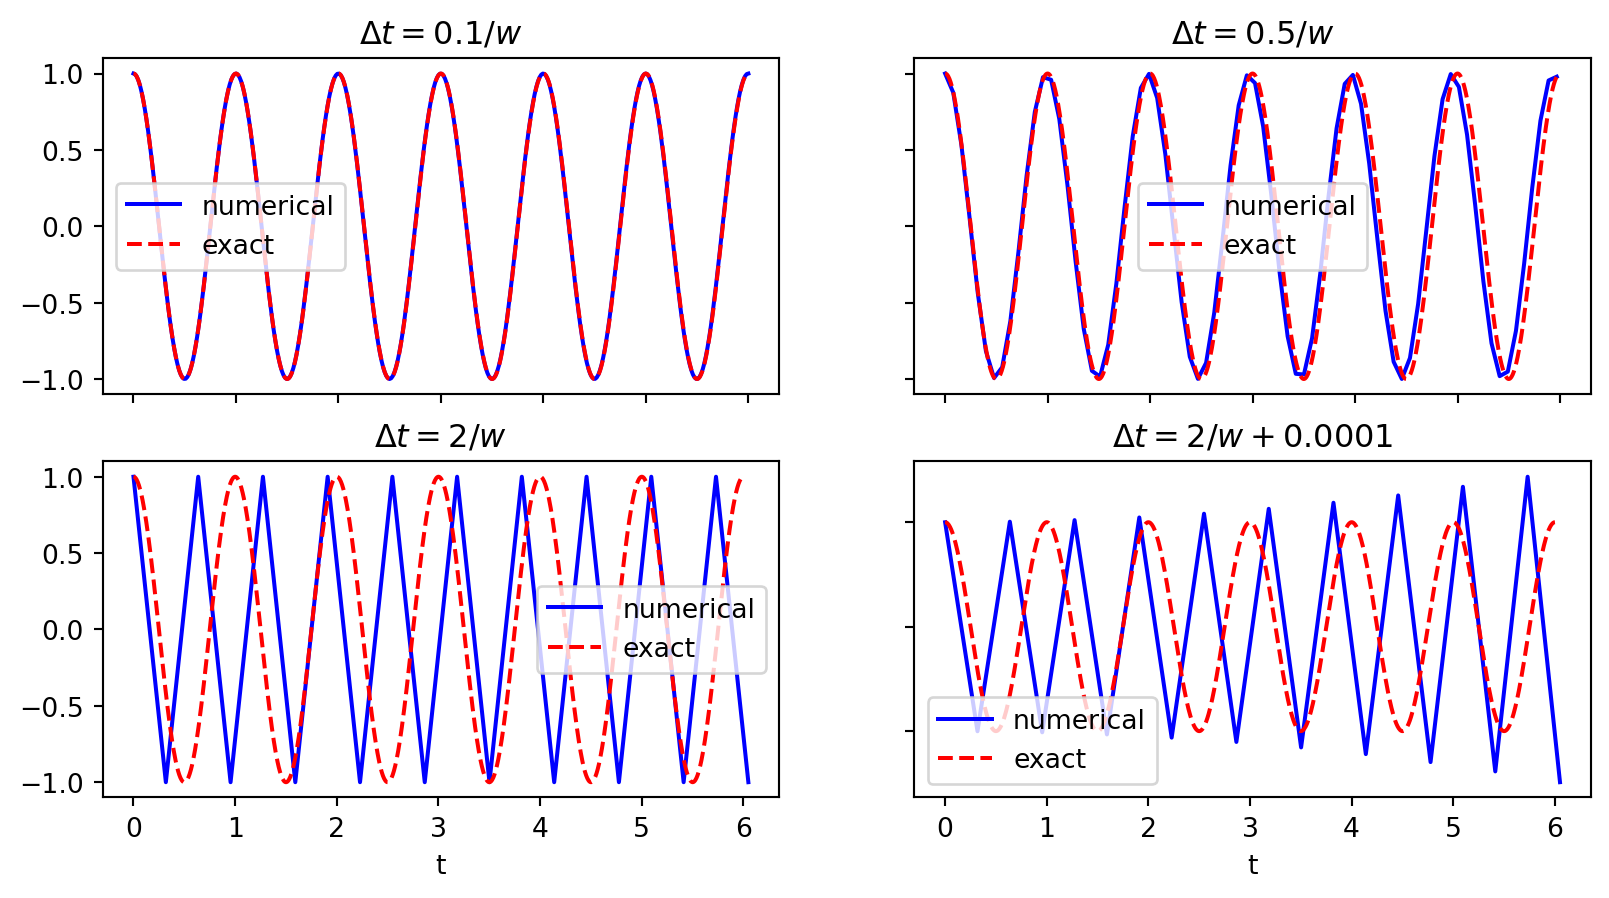 Δt = 0.1/w
1.0
0.5
0.0
−0.5
−1.0
numerical
exact
Δt = 0.5/w
numerical
exact
Δt = 2/w
1.0
0.5
0.0
−0.5
−1.0
numerical
exact
0 1 2 3 4 5 6
t
Δt = 2/w + 0.0001
numerical
exact
0 1 2 3 4 5 6
t